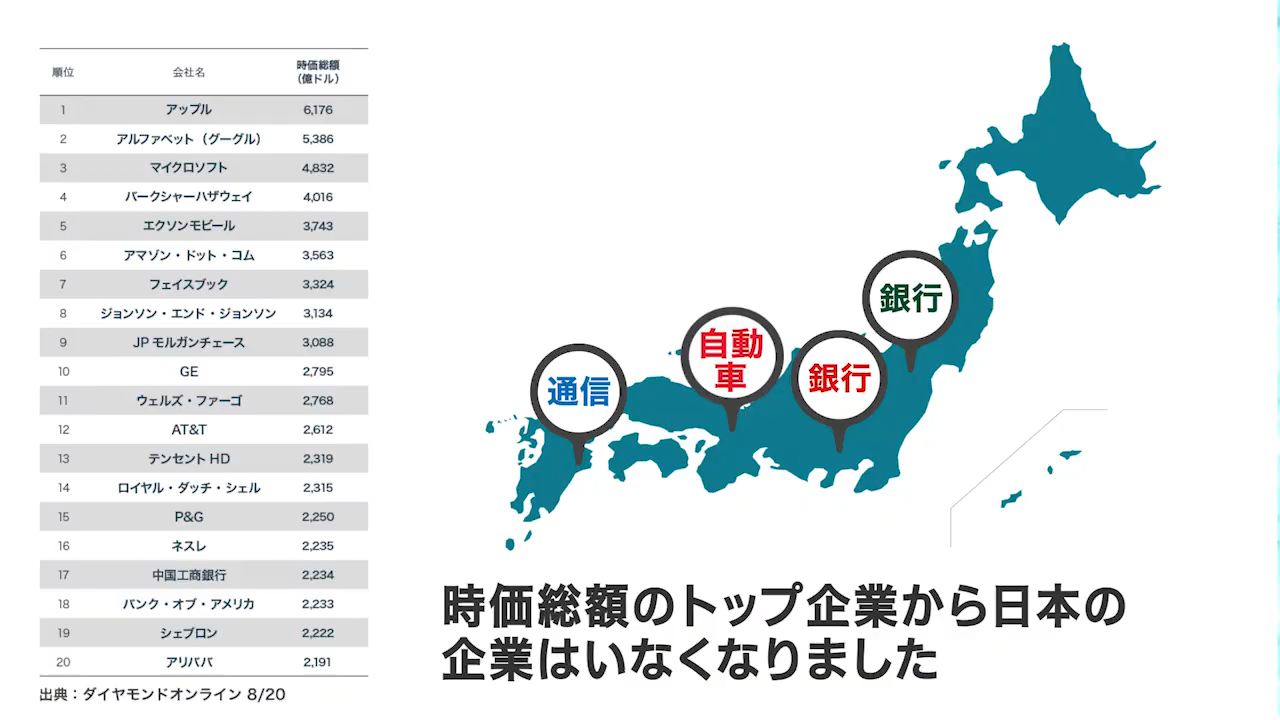 順位 会社名 時価総額
(億ドル)
1 アップル 6,176
2 アルファベット（グーグル） 5,386
3 マイクロソフト 4,832
4 バークシャーハザウェイ 4,016
5 エクソンモビール 3,743
6 アマゾン・ドット・コム 3,563
7 フェイスブック 3,324
8 ジョンソン・エンド・ジョンソン 3,134
9 JPモルガンチェース 3,088
10 GE 2,795
11 ウェルズ・ファーゴ 2,768
12 AT&T 2,612
13 テンセントHD 2,319
14 ロイヤル・ダッチ・シェル 2,315
15 P&G 2,250
16 ネスレ 2,235
17 中国工商銀行 2,234
18 バンク・オブ・アメリカ 2,233
19 シェブロン 2,222
20 アリババ 2,191
出典：ダイヤモンドオンライン 8/20
銀行
自動
車
銀行
通信
時価総額のトップ企業から日本の
企業はいなくなりました